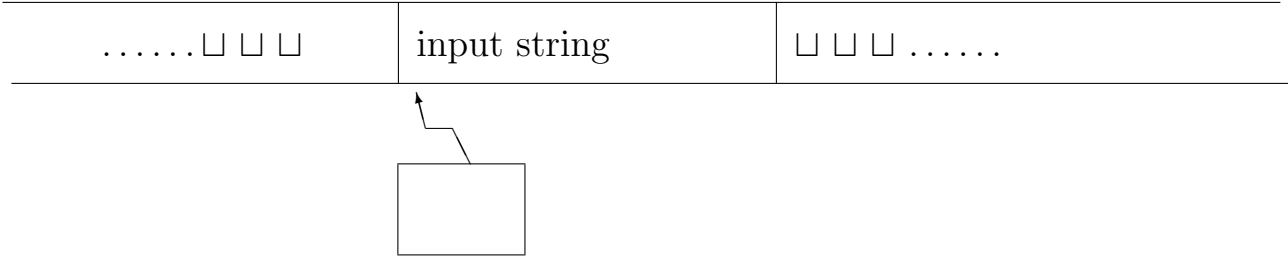 ......⊔ ⊔ ⊔ input string ⊔ ⊔ ⊔ ......